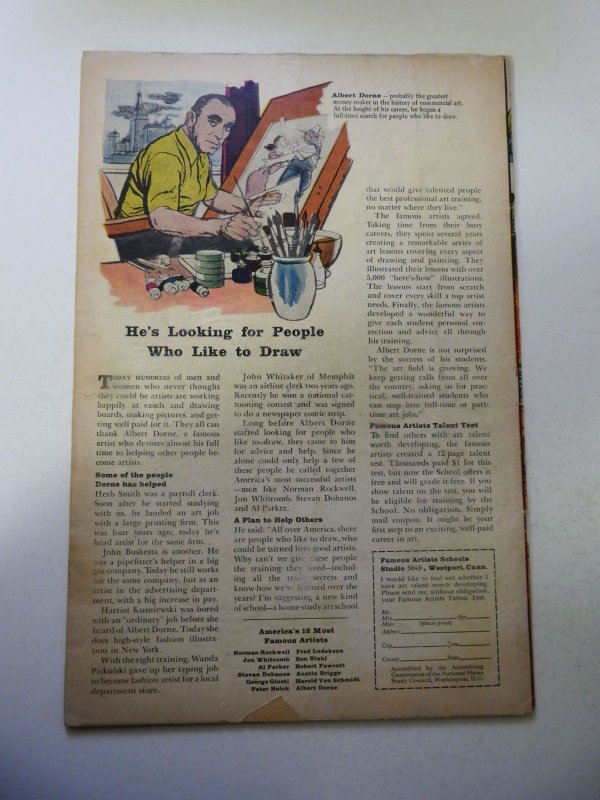 Albert Dorne — probably the greatest
money-maker in the history of commercial art.
At the height of his career, he began a
full-time search for people who like to draw.
He's Looking for People
Who Like to Draw
TODAY HUNDREDS of men and
women who never thought
they could be artists are working
happily at easels and drawing
boards, making pictures, and get-
ting well paid for it. They all can
thank Albert Dorne, a famous
artist who devotes almost his full
time to helping other people be-
come artists.
Some of the people
Dorne has helped
Herb Smith was a payroll clerk.
Soon after he started studying
with us, he landed an art job
with a large printing firm. This
was four years ago; today he's
head artist for the same firm.
John Busketta is another. He
was a pipefitter's helper in a big
gas company. Today he still works
for the same company, but as an
artist in the advertising depart-
ment, with a big increase in pay.
Harriet Kuzniewski was bored
with an "ordinary" job before she
heard of Albert Dorne. Today she
does high-style fashion illustra-
tion in New York.
With the right training, Wanda
Pickulski gave up her typing job
to become fashion artist for a local
department store.
John Whitaker of Memphis
was an airline clerk two years ago.
Recently he won a national car-
tooning contest and was signed
to do a newspaper comic strip.
Long before Albert Dorne
started looking for people who
like to draw, they came to him
for advice and help. Since he
alone could only help a few of
these people he called together
America's most successful artists
—men like Norman Rockwell,
Jon Whitcomb, Stevan Dohanos
and Al Parker.
A Plan to Help Others
He said: "All over America, there
are people who like to draw, who
could be turned into good artists.
Why can't we give these people
the training they need—includ-
ing all the trade secrets and
know-how we've learned over the
years? I'm suggesting a new kind
of school—a home-study art school
America's 12 Most
Famous Artists
Norman Rockwell Fred Ludekens
Jon Whitcomb Ben Stahl
Al Parker Robert Fawcett
Stevan Dohanos Austin Briggs
George Giusti Harold Von Schmidt
Peter Helck Albert Dorne
that would give talented people
the best professional art training,
no matter where they live."
The famous artists agreed.
Taking time from their busy
careers, they spent several years
creating a remarkable series of
art lessons covering every aspect
of drawing and painting. They
illustrated their lessons with over
5,000 "here's-how" illustrations.
The lessons start from scratch
and cover every skill a top artist
needs. Finally, the famous artists
developed a wonderful way to
give each student personal cor-
rection and advice all through
his training.
Albert Dorne is not surprised
by the success of his students.
"The art field is growing. We
keep getting calls from all over
the country, asking us for prac-
tical, well-trained students who
can step into full-time or part-
time art jobs."
Famous Artists Talent Test
To find others with art talent
worth developing, the famous
artists created a 12-page talent
test. Thousands paid $1 for this
test, but now the School offers it
free and will grade it free. If you
show talent on the test, you will
be eligible for training by the
School. No obligation. Simply
mail coupon. It might be your
first step to an exciting, well-paid
career in art.
Famous Artists Schools
Studio 5849, Westport, Conn.
I would like to find out whether I
have art talent worth developing.
Please send me, without obligation,
your Famous Artists Talent Test.
Mr.
Mrs. Age
Miss (please print)
Address
City Zone
County State
Accredited by the Accrediting
Commission of the National Home
Study Council, Washington, D.C.